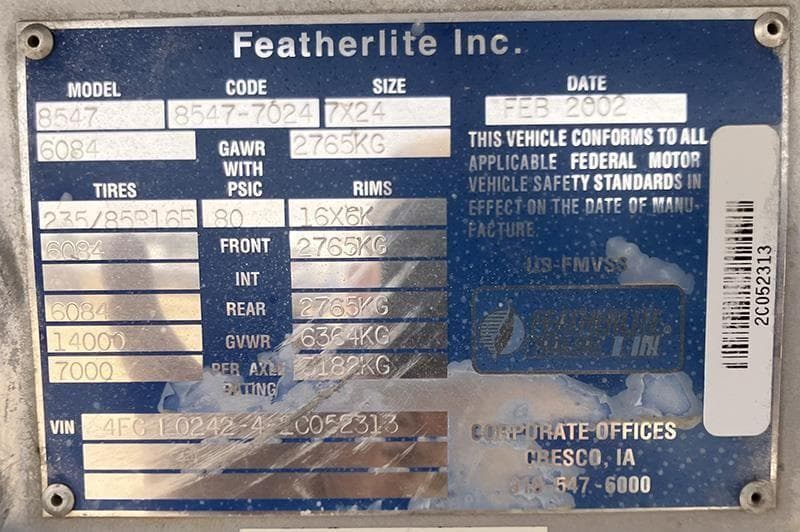 Featherlite Inc.
MODEL CODE SIZE DATE
8547 8547-7024 7X24 FEB 2002
6084 GAWR WITH PSIC 2765KG
THIS VEHICLE CONFORMS TO ALL
APPLICABLE FEDERAL MOTOR
VEHICLE SAFETY STANDARDS IN
EFFECT ON THE DATE OF MANU-
FACTURE.
TIRES RIMS
235/85R16E 80 16X6K
6084 FRONT 2765KG
INT
6084 REAR 2765KG
14000 GVWR 6364KG
7000 PER AXLE RATING 3182KG
US-FMVSS
FEATHERLITE
VIN 2C052313
CORPORATE OFFICES
CRESCO, IA
547-6000
2C052313